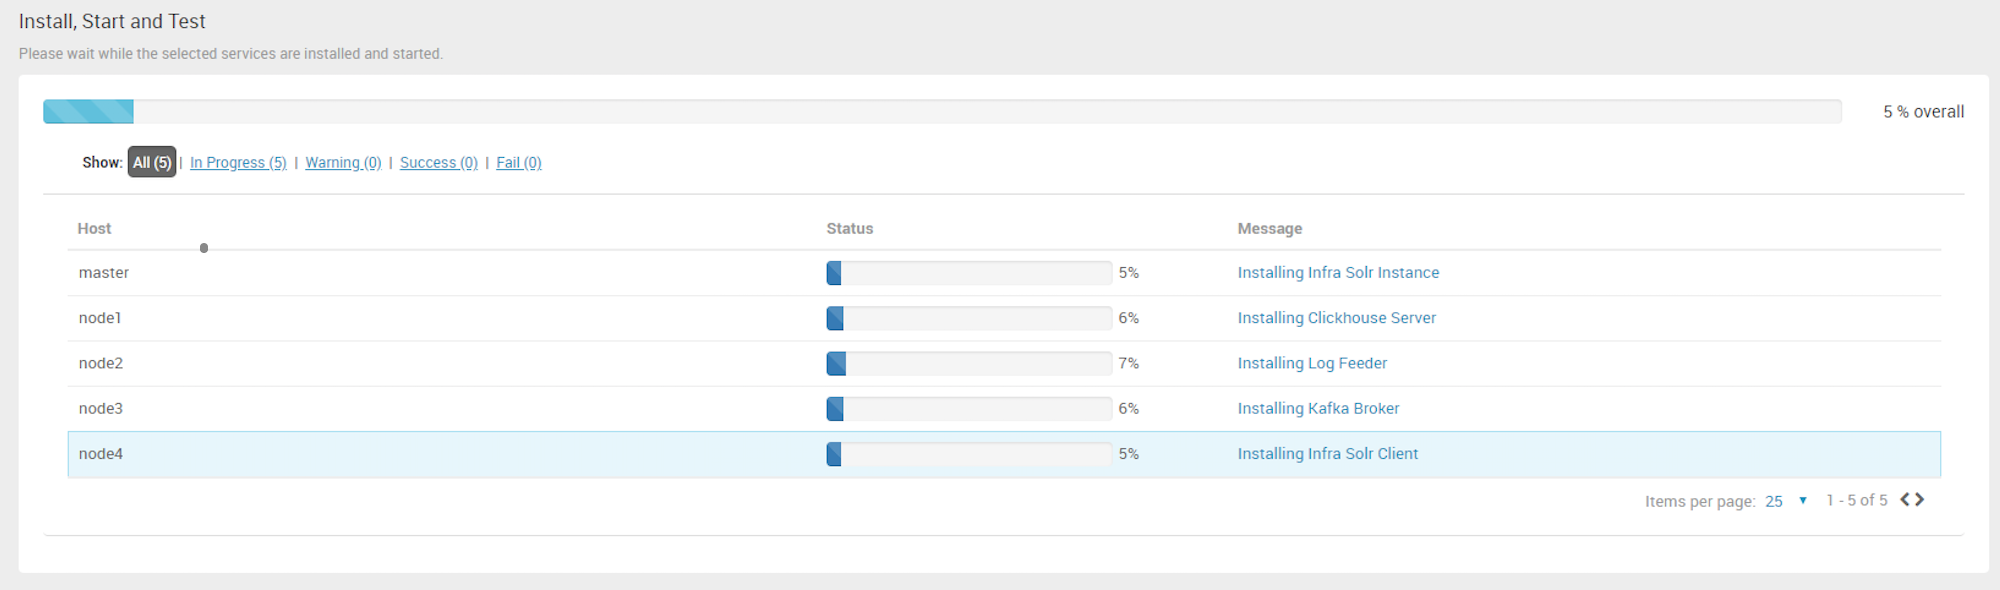 Install, Start and Test
Please wait while the selected services are installed and started.
5 % overall
Show: All (5) | In Progress (5) | Warning (0) | Success (0) | Fail (0)
Host Status Message
master 5% Installing Infra Solr Instance
node1 6% Installing Clickhouse Server
node2 7% Installing Log Feeder
node3 6% Installing Kafka Broker
node4 5% Installing Infra Solr Client
Items per page: 25 1 - 5 of 5